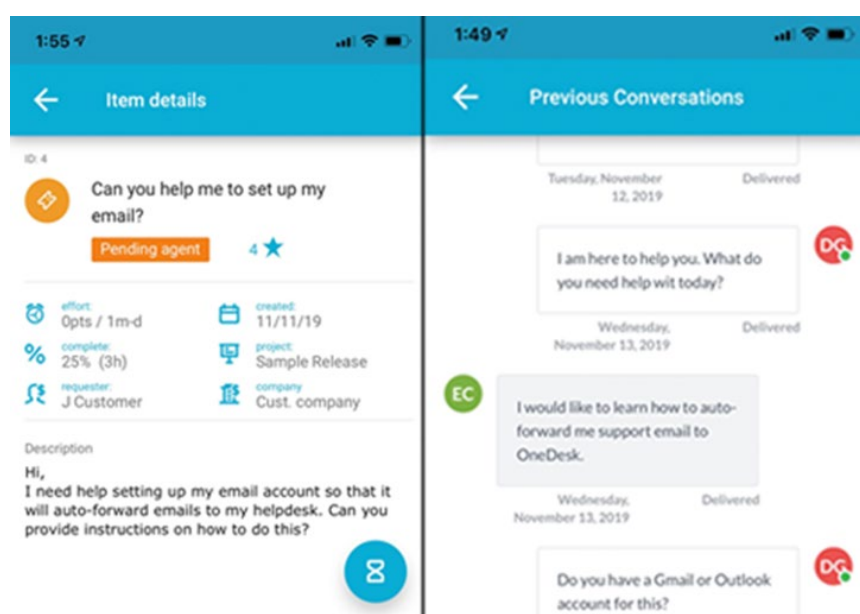 1:55
Item details
ID: 4
Can you help me to set up my
email?
Pending agent
4
effort:
0pts / 1m-d
created:
11/11/19
complete:
25% (3h)
project:
Sample Release
requester:
J Customer
company
Cust. company
Description
Hi,
I need help setting up my email account so that it
will auto-forward emails to my helpdesk. Can you
provide instructions on how to do this?
1:49
Previous Conversations
Tuesday, November
12, 2019
Delivered
DG
I am here to help you. What do
you need help wit today?
Wednesday,
November 13, 2019
Delivered
EC
I would like to learn how to auto-
forward me support email to
OneDesk.
Wednesday,
November 13, 2019
Delivered
DG
Do you have a Gmail or Outlook
account for this?